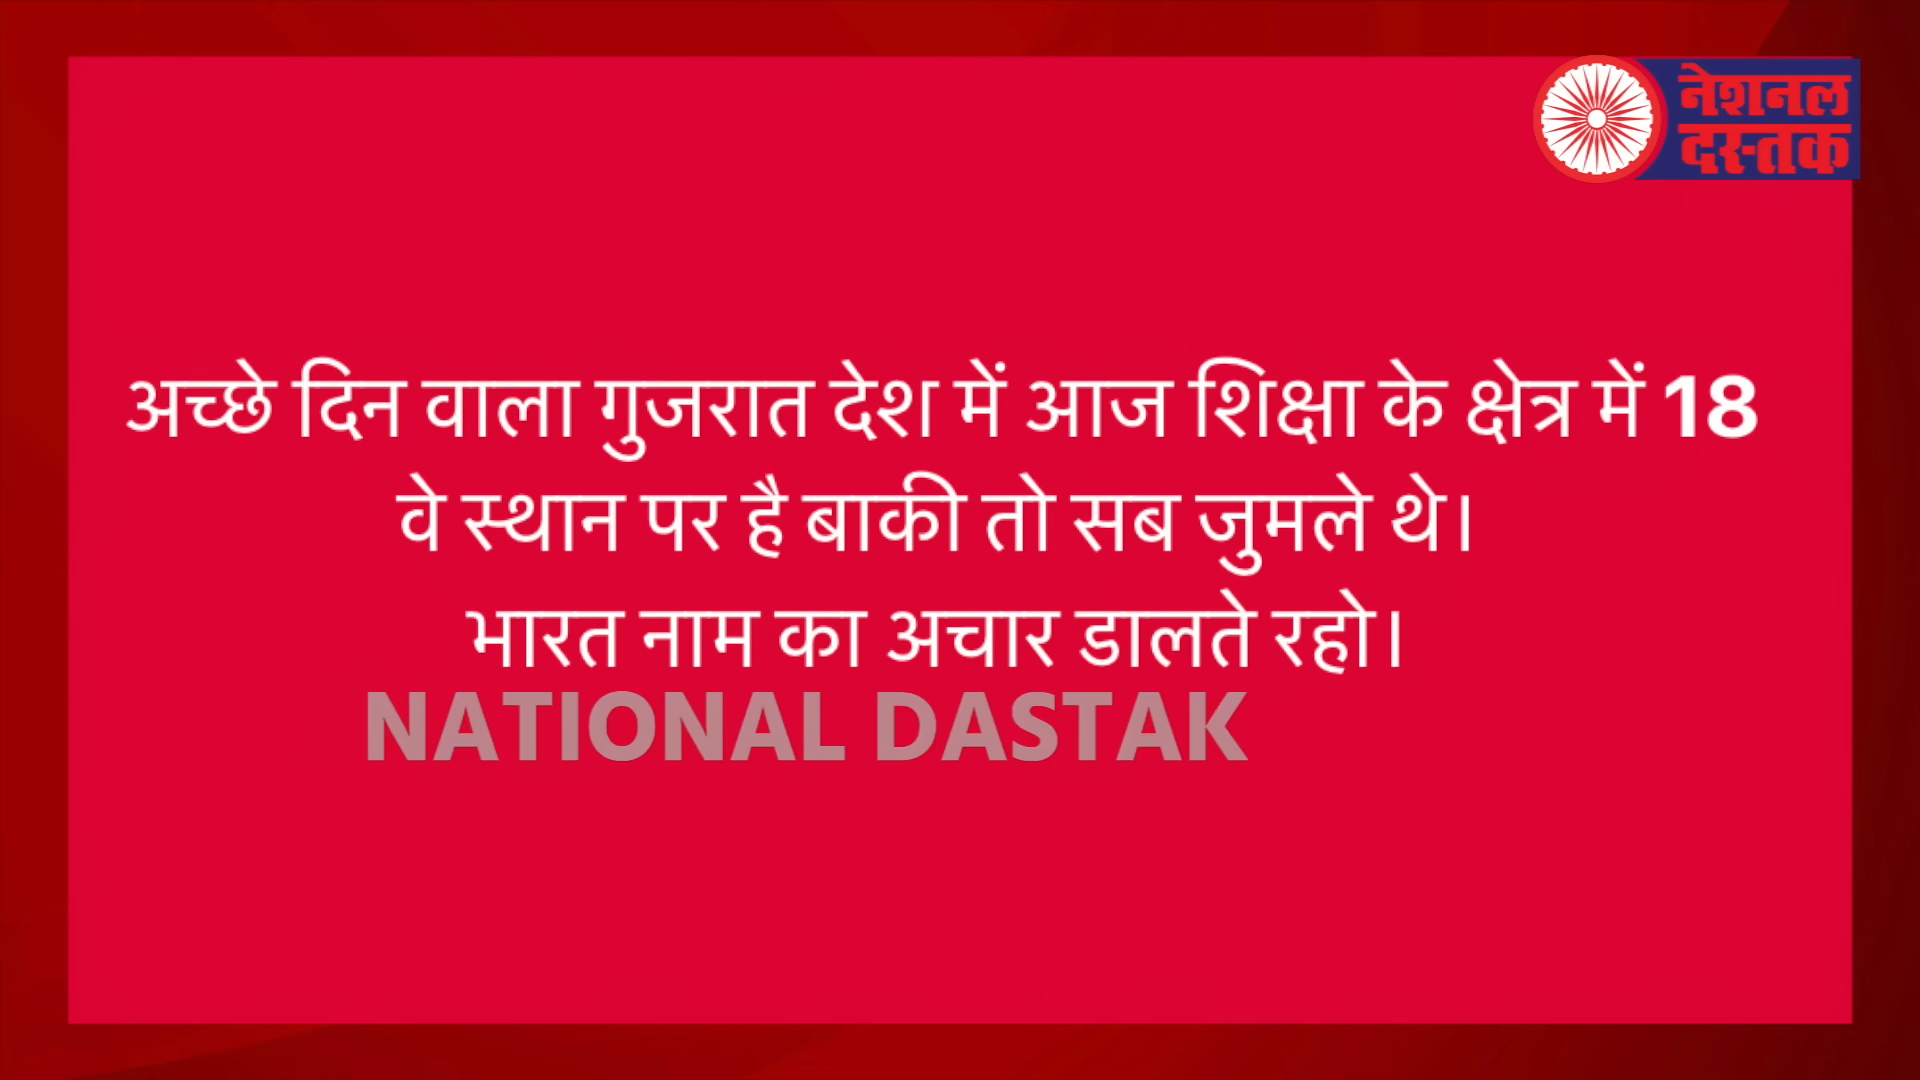 नेशनल
दस्तक
अच्छे दिन वाला गुजरात देश में आज शिक्षा के क्षेत्र में 18
वे स्थान पर है बाकी तो सब जुमले थे।
भारत नाम का अचार डालते रहो।
NATIONAL DASTAK